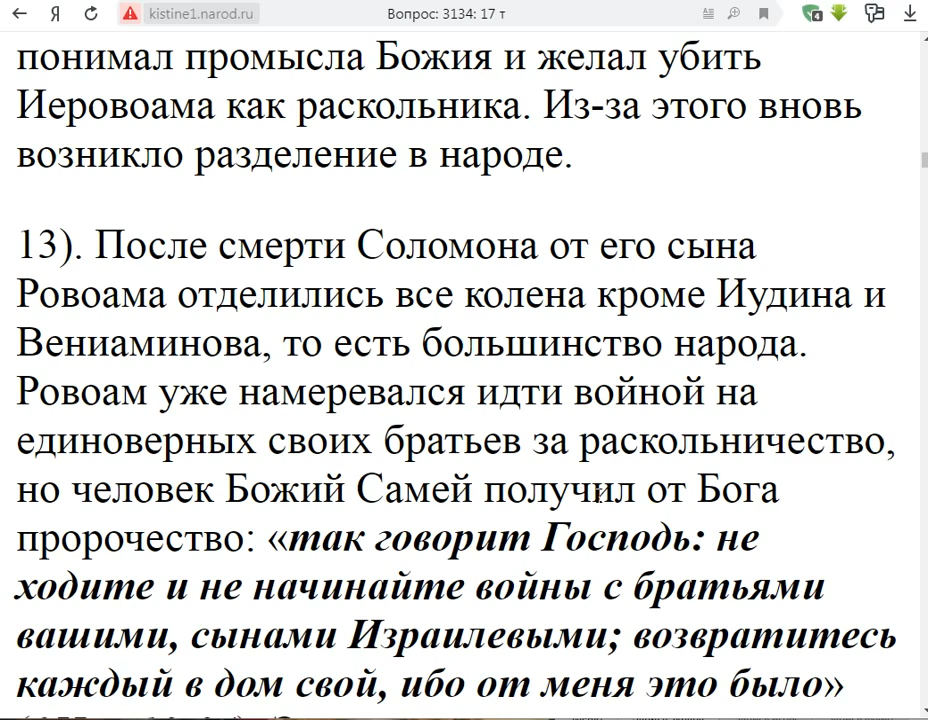 Я
kistine1.narod.ru
Вопрос: 3134: 17 т
4
понимал промысла Божия и желал убить
Иеровоама как раскольника. Из-за этого вновь
возникло разделение в народе.
13). После смерти Соломона от его сына
Ровоама отделились все колена кроме Иудина и
Вениаминова, то есть большинство народа.
Ровоам уже намеревался идти войной на
единоверных своих братьев за раскольничество,
но человек Божий Самей получил от Бога
пророчество: «так говорит Господь: не
ходите и не начинайте войны с братьями
вашими, сынами Израилевыми; возвратитесь
каждый в дом свой, ибо от меня это было»